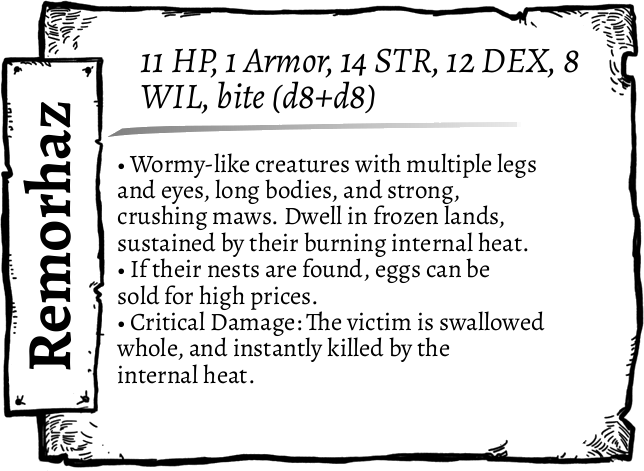 Remorhaz
11 HP, 1 Armor, 14 STR, 12 DEX, 8
WIL, bite (d8+d8)
• Wormy-like creatures with multiple legs
and eyes, long bodies, and strong,
crushing maws. Dwell in frozen lands,
sustained by their burning internal heat.
• If their nests are found, eggs can be
sold for high prices.
• Critical Damage: The victim is swallowed
whole, and instantly killed by the
internal heat.